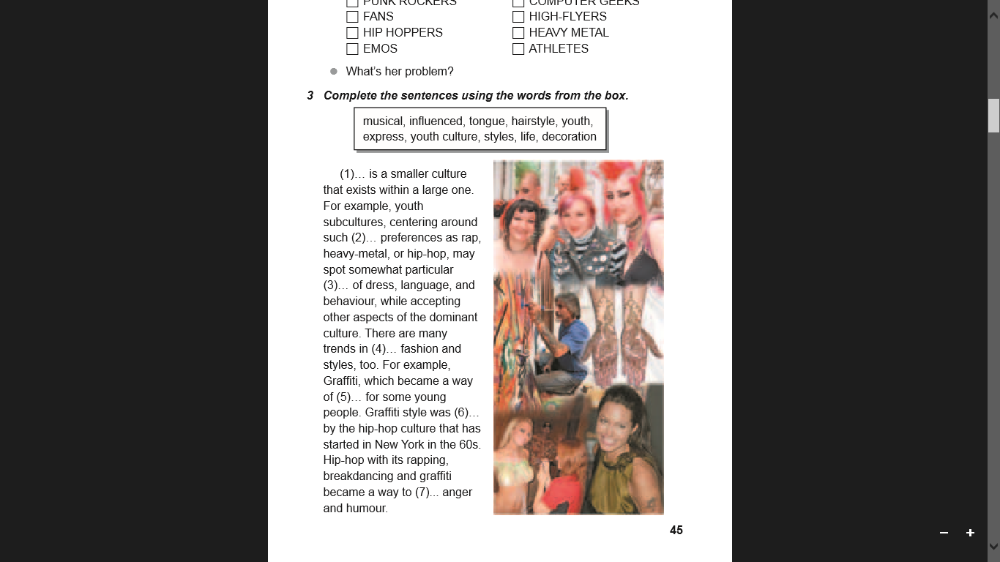 PUNK ROCKERS
COMPUTER GEEKS
FANS
HIGH-FLYERS
HIP HOPPERS
HEAVY METAL
EMOS
ATHLETES
What's her problem?
3 Complete the sentences using the words from the box.
musical, influenced, tongue, hairstyle, youth,
express, youth culture, styles, life, decoration
(1)... is a smaller culture
that exists within a large one.
For example, youth
subcultures, centering around
such (2)... preferences as rap,
heavy-metal, or hip-hop, may
spot somewhat particular
(3)... of dress, language, and
behaviour, while accepting
other aspects of the dominant
culture. There are many
trends in (4)... fashion and
styles, too. For example,
Graffiti, which became a way
of (5)... for some young
people. Graffiti style was (6)...
by the hip-hop culture that has
started in New York in the 60s.
Hip-hop with its rapping,
breakdancing and graffiti
became a way to (7)... anger
and humour.
45